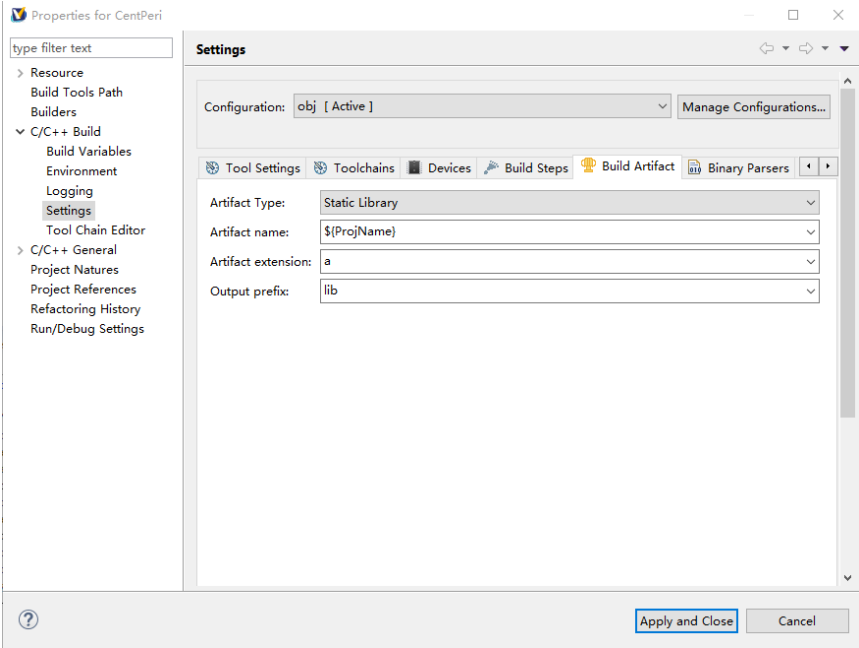 Properties for CentPeri
type filter text
Resource
Build Tools Path
Builders
C/C++ Build
Build Variables
Environment
Logging
Settings
Tool Chain Editor
C/C++ General
Project Natures
Project References
Refactoring History
Run/Debug Settings
Settings
Configuration: obj [ Active ] Manage Configurations...
Tool Settings Toolchains Devices Build Steps Build Artifact Binary Parsers
Artifact Type: Static Library
Artifact name: ${ProjName}
Artifact extension: a
Output prefix: lib
Apply and Close Cancel